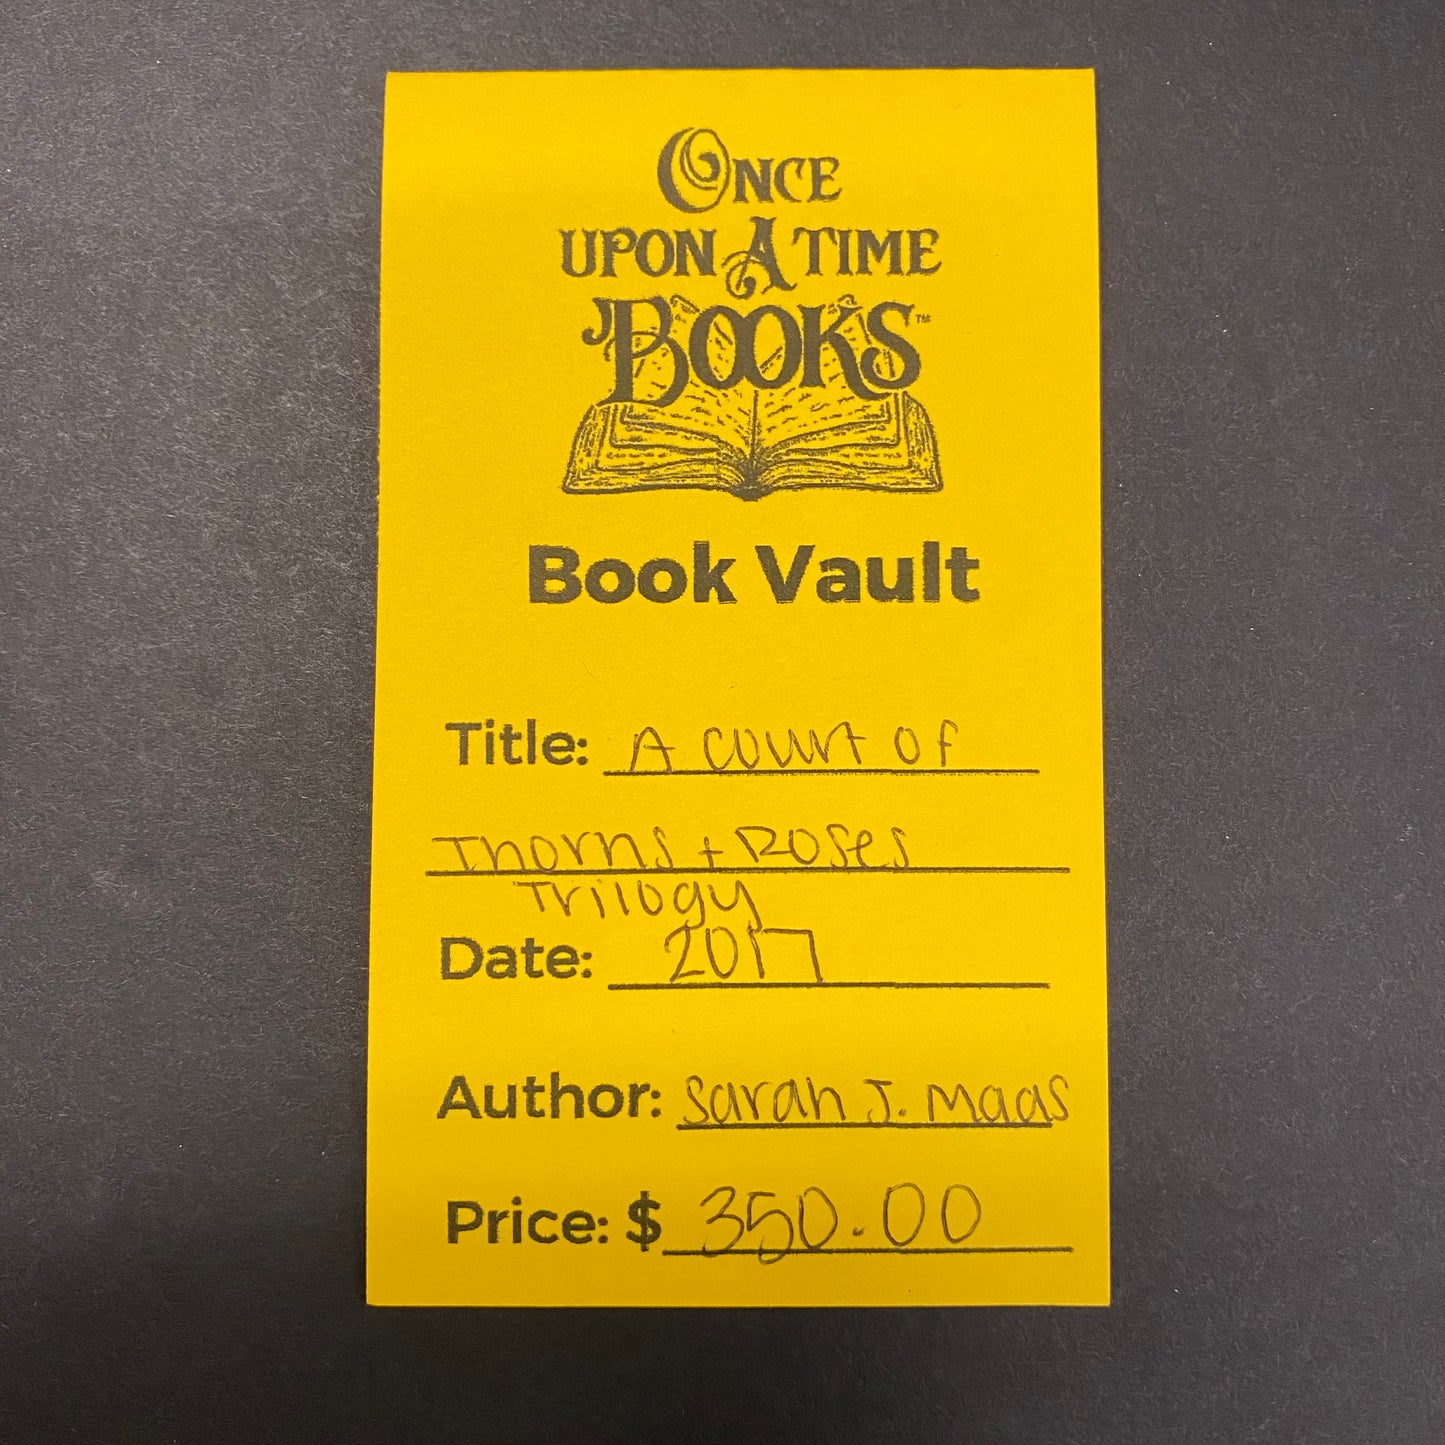 ONCE
UPON A TIME
BOOKS™
Book Vault
Title: A court of
Thorns + Roses
Trilogy
Date: 2017
Author: Sarah J. Maas
Price: $ 350.00